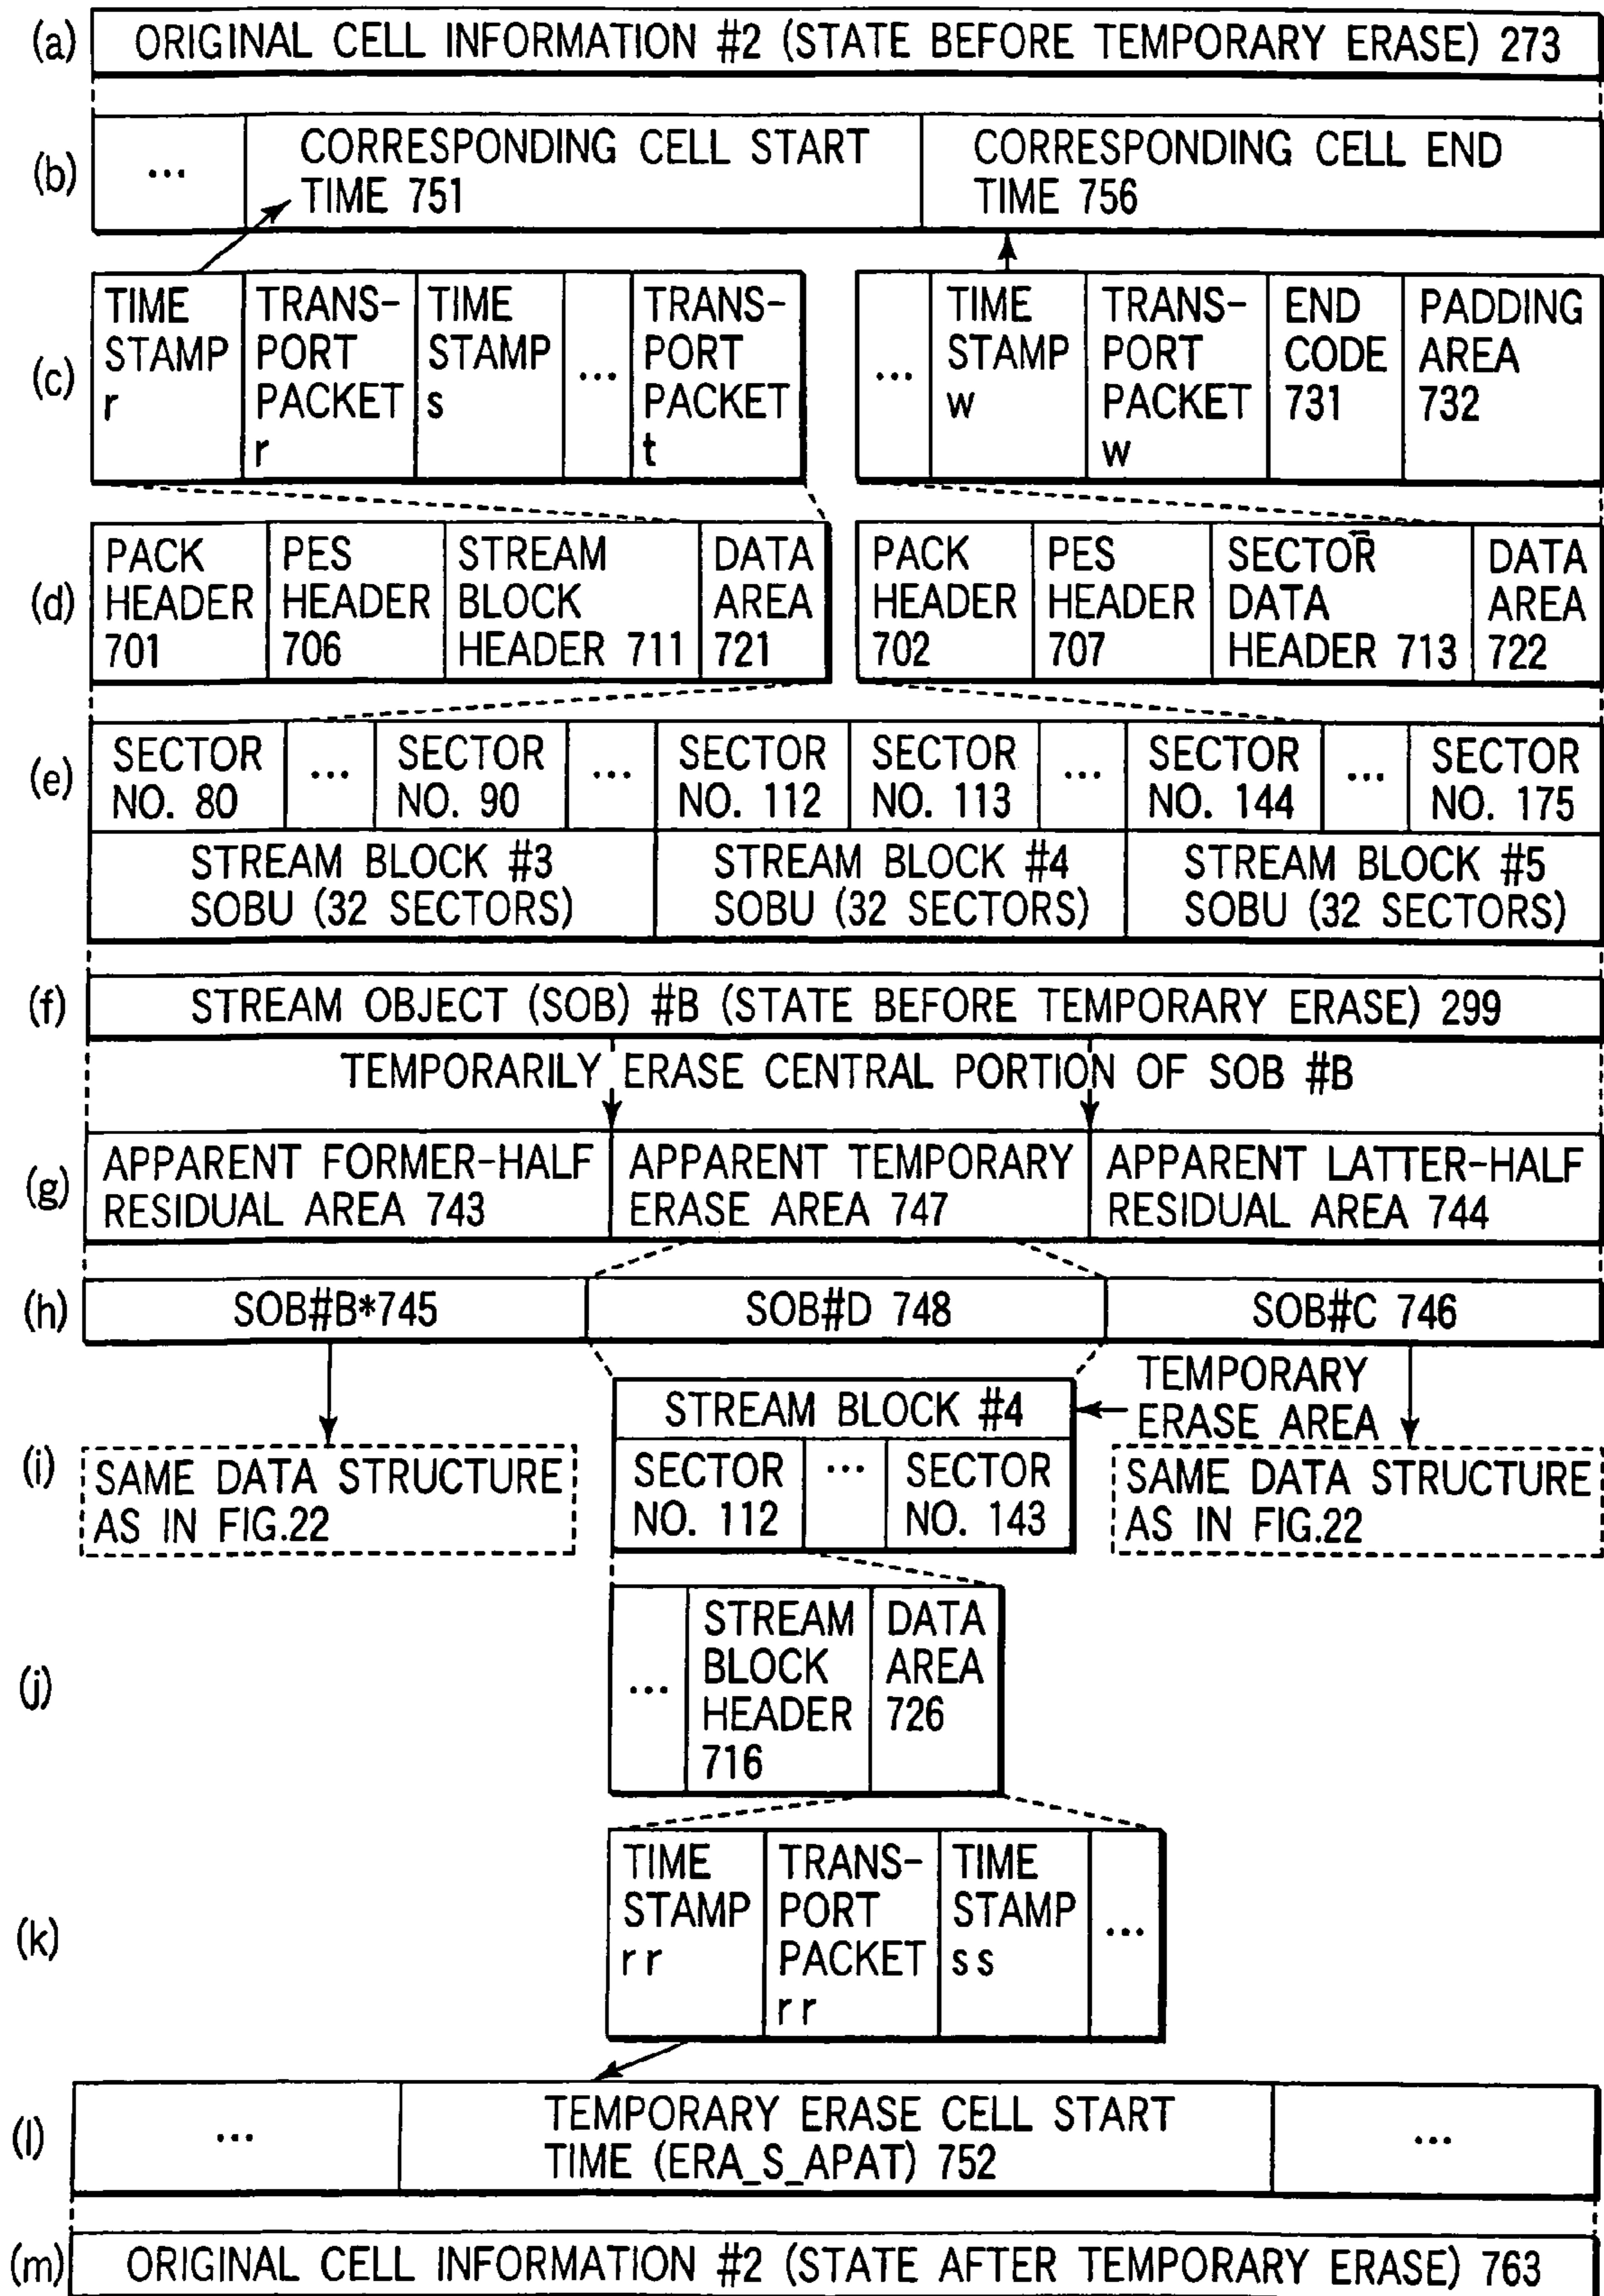 (a) ORIGINAL CELL INFORMATION #2 (STATE BEFORE TEMPORARY ERASE) 273
(b)
...
CORRESPONDING CELL START
TIME 751
CORRESPONDING CELL END
TIME 756
(c)
TIME
STAMP
r
TRANS-
PORT
PACKET
r
TIME
STAMP
s
...
TRANS-
PORT
PACKET
t
...
TIME
STAMP
w
TRANS-
PORT
PACKET
w
END
CODE
731
PADDING
AREA
732
(d)
PACK
HEADER
701
PES
HEADER
706
STREAM
BLOCK
HEADER 711
DATA
AREA
721
PACK
HEADER
702
PES
HEADER
707
SECTOR
DATA
HEADER 713
DATA
AREA
722
(e)
SECTOR
NO. 80
...
SECTOR
NO. 90
...
SECTOR
NO. 112
SECTOR
NO. 113
...
SECTOR
NO. 144
...
SECTOR
NO. 175
STREAM BLOCK #3
SOBU (32 SECTORS)
STREAM BLOCK #4
SOBU (32 SECTORS)
STREAM BLOCK #5
SOBU (32 SECTORS)
(f) STREAM OBJECT (SOB) #B (STATE BEFORE TEMPORARY ERASE) 299
TEMPORARILY ERASE CENTRAL PORTION OF SOB #B
(g)
APPARENT FORMER-HALF
RESIDUAL AREA 743
APPARENT TEMPORARY
ERASE AREA 747
APPARENT LATTER-HALF
RESIDUAL AREA 744
(h) SOB#B*745 SOB#D 748 SOB#C 746
(i)
SAME DATA STRUCTURE
AS IN FIG.22
STREAM BLOCK #4
SECTOR
NO. 112
...
SECTOR
NO. 143
TEMPORARY
ERASE AREA
SAME DATA STRUCTURE
AS IN FIG.22
(j)
...
STREAM
BLOCK
HEADER
716
DATA
AREA
726
(k)
TIME
STAMP
rr
TRANS-
PORT
PACKET
rr
TIME
STAMP
ss
...
(l)
...
TEMPORARY ERASE CELL START
TIME (ERA_S_APAT) 752
...
(m) ORIGINAL CELL INFORMATION #2 (STATE AFTER TEMPORARY ERASE) 763